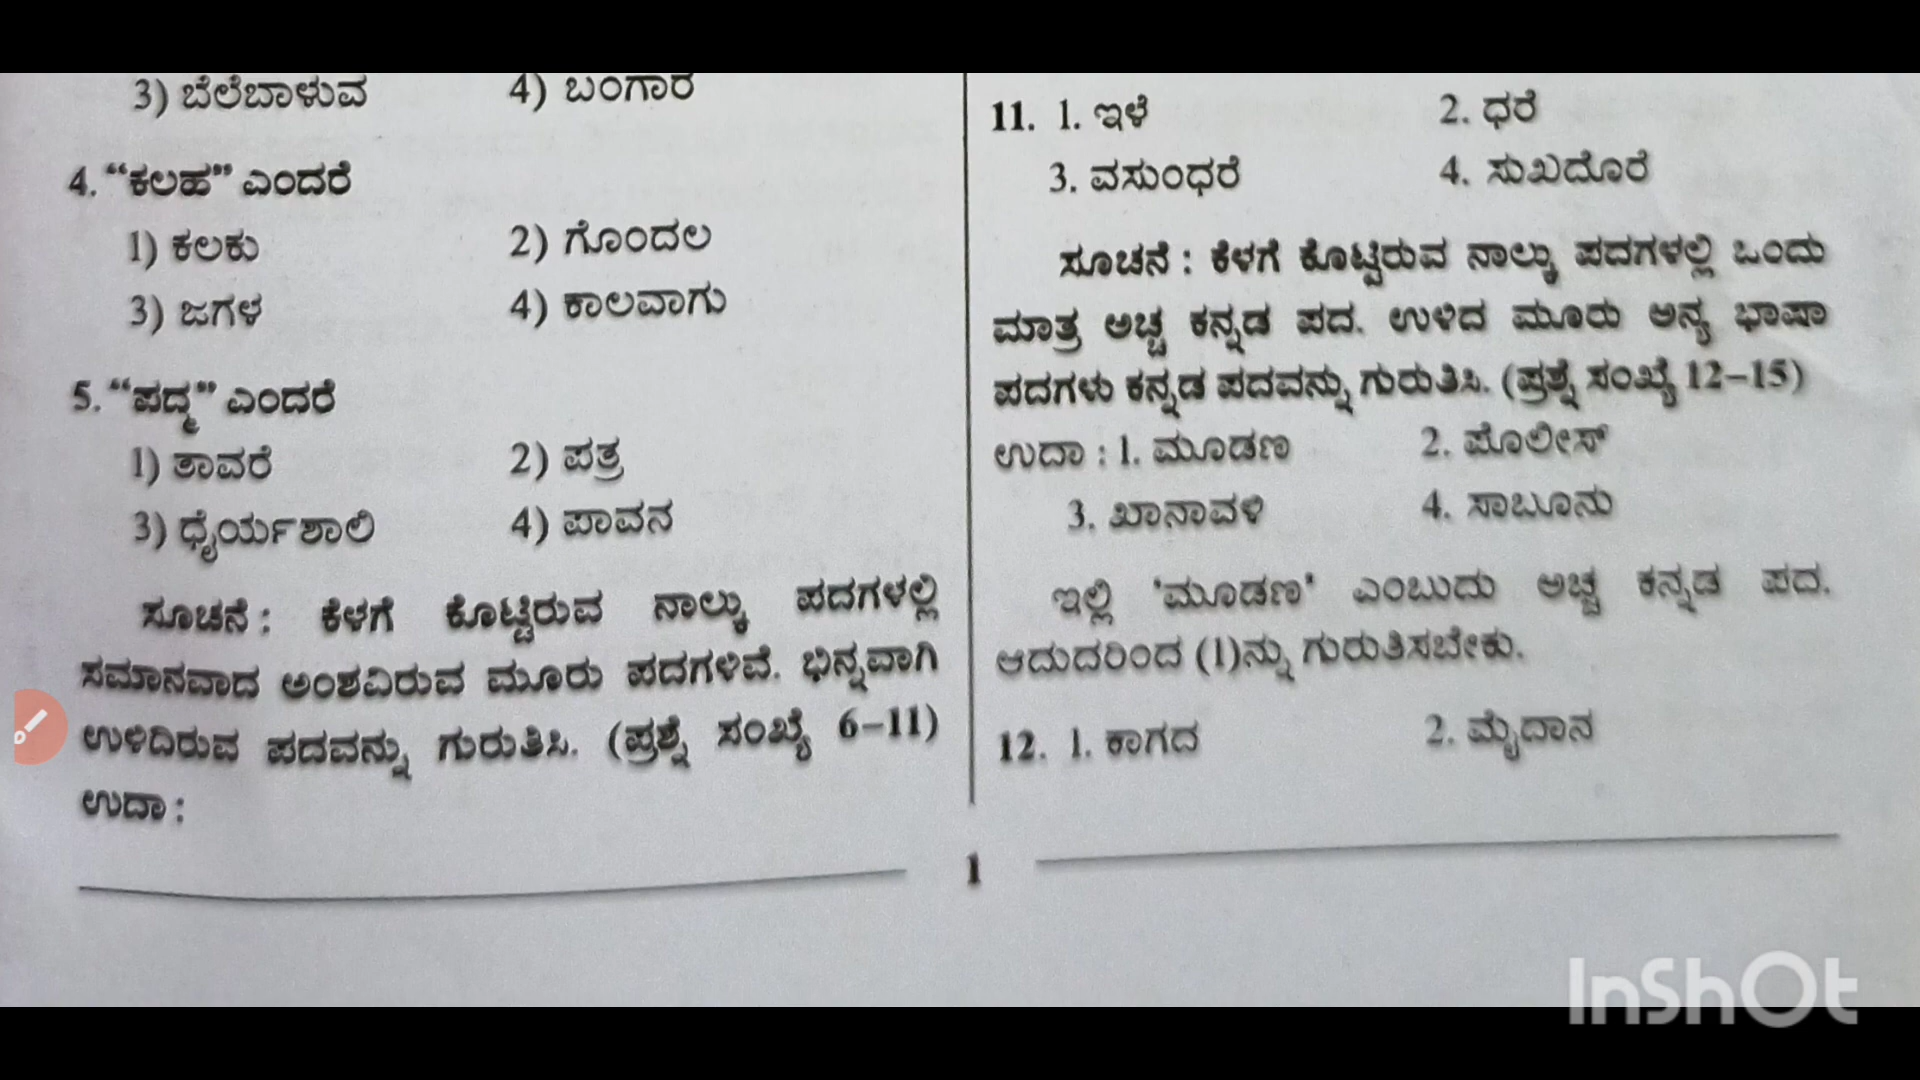 3) ಬೆಲೆಬಾಳುವ 4) ಬಂಗಾರ
4. “ಕಲಹ” ಎಂದರೆ
1) ಕಲಕು 2) ಗೊಂದಲ
3) ಜಗಳ 4) ಕಾಲವಾಗು
5. “ಪದ್ಮ” ಎಂದರೆ
1) ತಾವರೆ 2) ಪತ್ರ
3) ಧೈರ್ಯಶಾಲಿ 4) ಪಾವನ
ಸೂಚನೆ : ಕೆಳಗೆ ಕೊಟ್ಟಿರುವ ನಾಲ್ಕು ಪದಗಳಲ್ಲಿ
ಸಮಾನವಾದ ಅಂಶವಿರುವ ಮೂರು ಪದಗಳಿವೆ. ಭಿನ್ನವಾಗಿ
ಉಳಿದಿರುವ ಪದವನ್ನು ಗುರುತಿಸಿ. (ಪ್ರಶ್ನೆ ಸಂಖ್ಯೆ 6–11)
ಉದಾ :
11. 1. ಇಳೆ 2. ಧರೆ
3. ವಸುಂಧರೆ 4. ಸುಖದೊರೆ
ಸೂಚನೆ : ಕೆಳಗೆ ಕೊಟ್ಟಿರುವ ನಾಲ್ಕು ಪದಗಳಲ್ಲಿ ಒಂದು
ಮಾತ್ರ ಅಚ್ಚ ಕನ್ನಡ ಪದ. ಉಳಿದ ಮೂರು ಅನ್ಯ ಭಾಷಾ
ಪದಗಳು ಕನ್ನಡ ಪದವನ್ನು ಗುರುತಿಸಿ. (ಪ್ರಶ್ನೆ ಸಂಖ್ಯೆ 12–15)
ಉದಾ : 1. ಮೂಡಣ 2. ಪೊಲೀಸ್
3. ಖಾನಾವಳಿ 4. ಸಾಬೂನು
ಇಲ್ಲಿ ‘ಮೂಡಣ’ ಎಂಬುದು ಅಚ್ಚ ಕನ್ನಡ ಪದ.
ಆದುದರಿಂದ (1)ನ್ನು ಗುರುತಿಸಬೇಕು.
12. 1. ಕಾಗದ 2. ಮೈದಾನ
1
InShOt